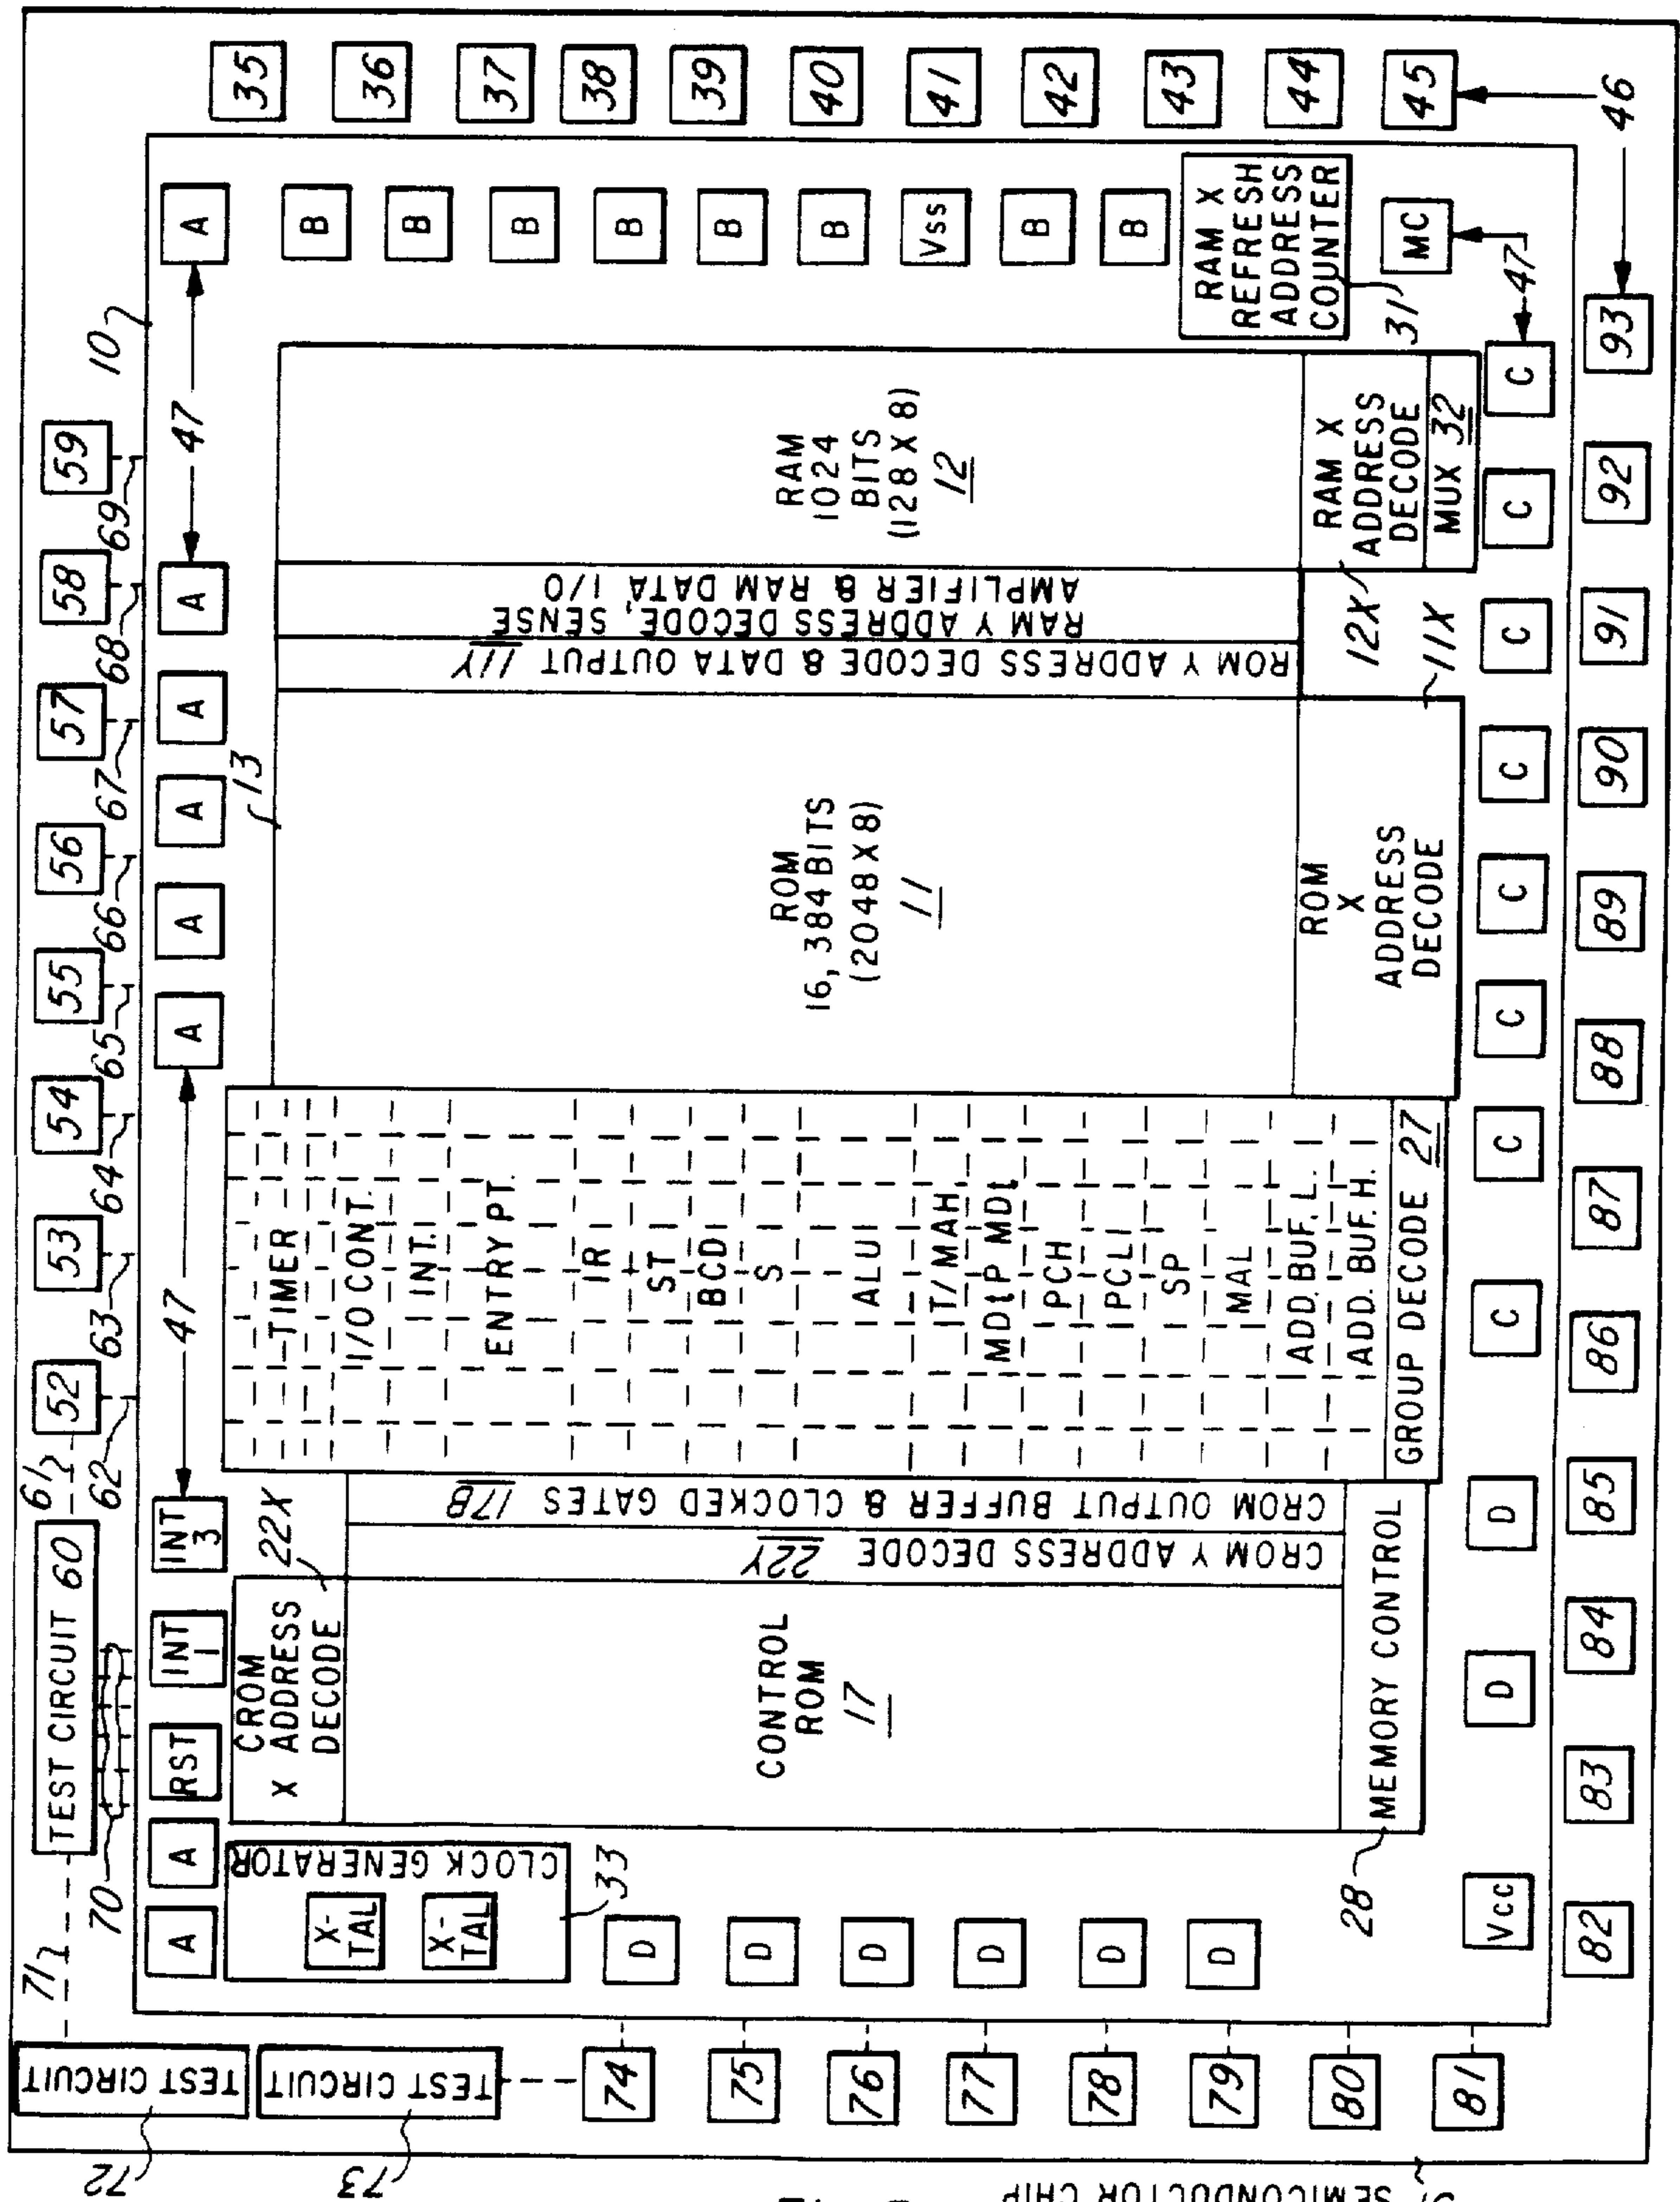 TEST CIRCUIT
72
TEST CIRCUIT
73
71
TEST CIRCUIT 60
61
52
53
54
55
56
57
58
59
70
62
63
64
65
66
67
68
69
10
A
A
RST
INT 1
INT 3
47
A
A
A
A
A
47
A
CLOCK GENERATOR
X-
TAL
X-
TAL
33
CROM
X ADDRESS
DECODE
22X
CONTROL
ROM
17
CROM Y ADDRESS DECODE 22Y
CROM OUTPUT BUFFER & CLOCKED GATES 17B
MEMORY CONTROL
28
TIMER
I/O CONT.
INT.
ENTRY PT.
IR
ST
BCD
S
ALU
T/MAH
PCH
PCL
SP
MAL
ADD. BUF. L.
ADD. BUF. H.
GROUP DECODE 27
13
ROM
16,384 BITS
(2048 X 8)
11
ROM
X
ADDRESS
DECODE
11X
ROM Y ADDRESS DECODE & DATA OUTPUT 11Y
RAM Y ADDRESS DECODE, SENSE
AMPLIFIER & RAM DATA I/O
RAM
1024
BITS
(128 X 8)
12
RAM X
ADDRESS
DECODE
MUX 32
12X
B
B
B
B
B
B
Vss
B
B
RAM X
REFRESH
ADDRESS
COUNTER
31
MC
47
35
36
37
38
39
40
41
42
43
44
45
46
D
D
D
D
D
D
Vcc
D
D
C
C
C
C
C
C
C
C
74
75
76
77
78
79
80
81
82
83
84
85
86
87
88
89
90
91
92
93
SEMICONDUCTOR CHIP